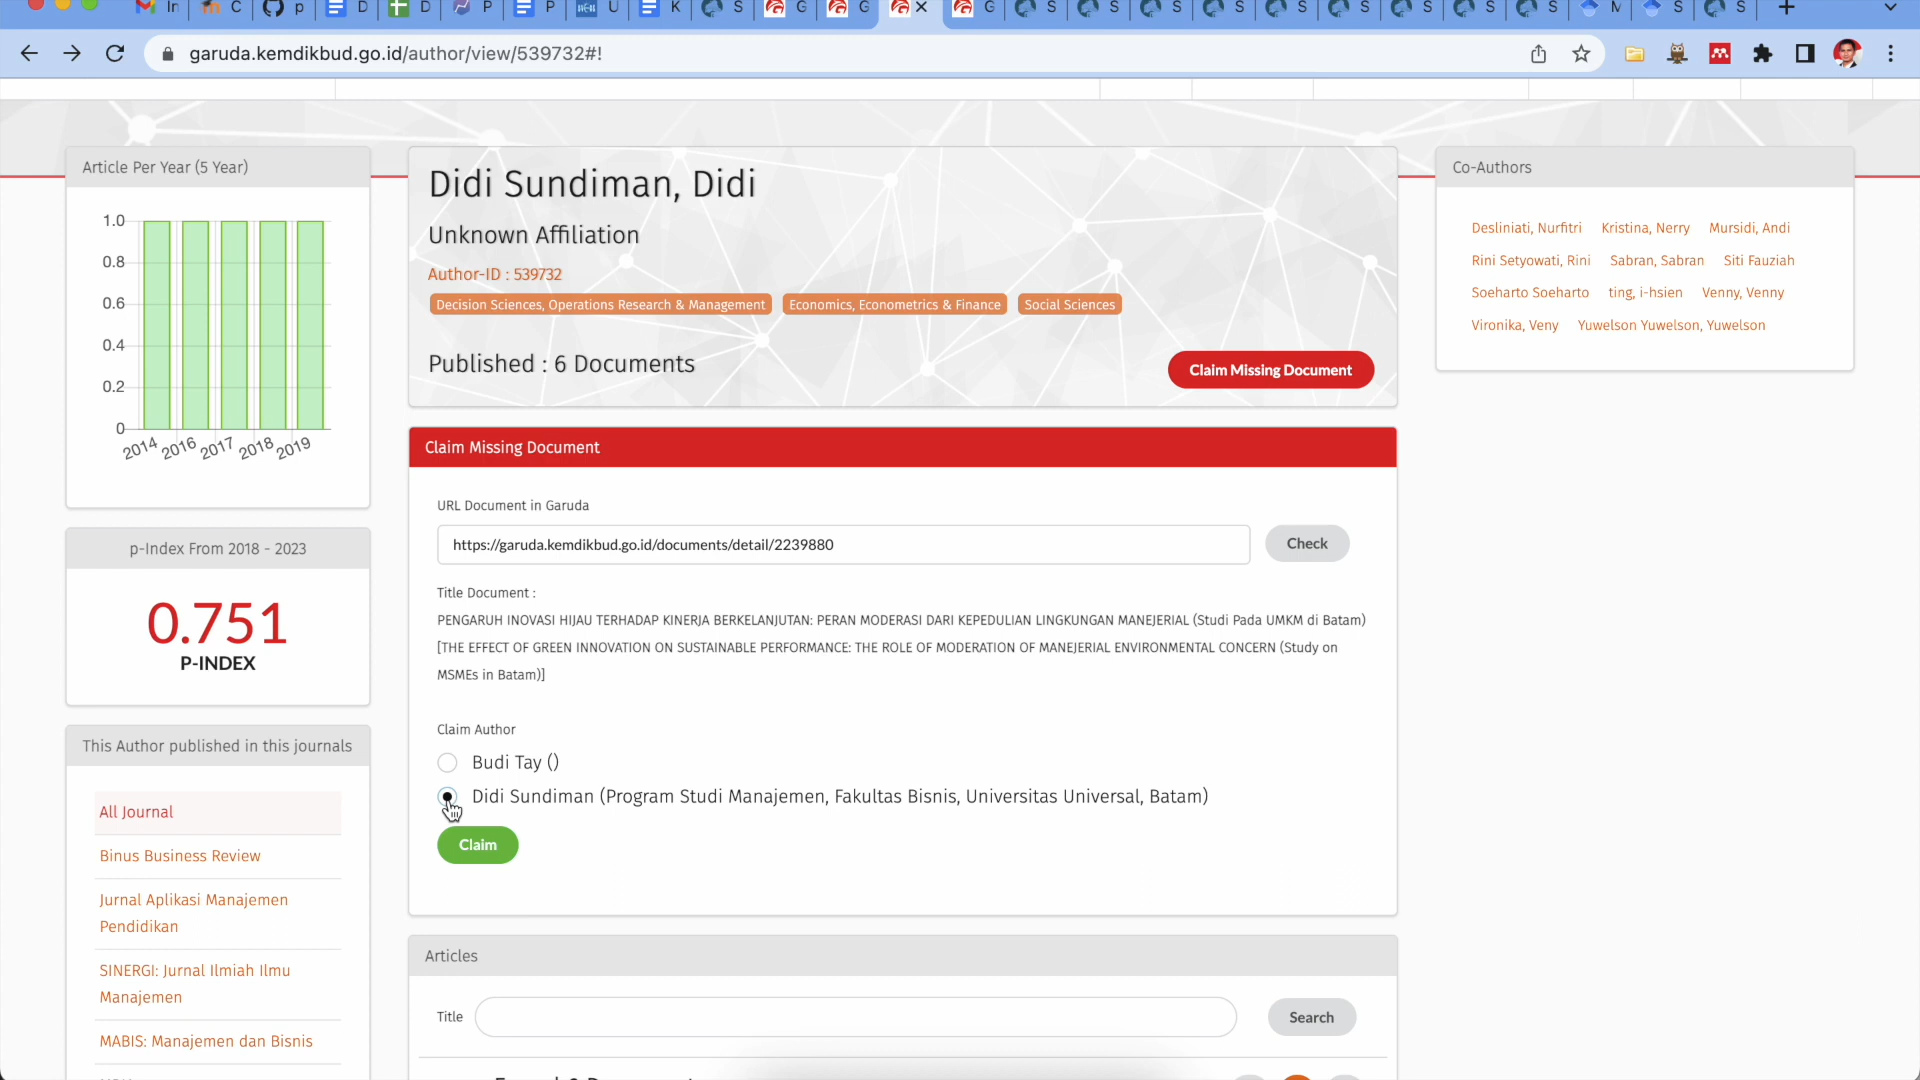 In
C
p
D
D
P
P
U
K
S
G
G
G
S
S
S
S
S
S
S
S
S
M
S
S
garuda.kemdikbud.go.id/author/view/539732#!
Article Per Year (5 Year)
1.0
0.8
0.6
0.4
0.2
0
2014 2016 2017 2018 2019
p-Index From 2018 - 2023
0.751
P-INDEX
This Author published in this journals
All Journal
Binus Business Review
Jurnal Aplikasi Manajemen
Pendidikan
SINERGI: Jurnal Ilmiah Ilmu
Manajemen
MABIS: Manajemen dan Bisnis
Didi Sundiman, Didi
Unknown Affiliation
Author-ID : 539732
Decision Sciences, Operations Research & Management Economics, Econometrics & Finance Social Sciences
Published : 6 Documents
Claim Missing Document
Claim Missing Document
URL Document in Garuda
https://garuda.kemdikbud.go.id/documents/detail/2239880
Check
Title Document :
PENGARUH INOVASI HIJAU TERHADAP KINERJA BERKELANJUTAN: PERAN MODERASI DARI KEPEDULIAN LINGKUNGAN MANEJERIAL (Studi Pada UMKM di Batam)
[THE EFFECT OF GREEN INNOVATION ON SUSTAINABLE PERFORMANCE: THE ROLE OF MODERATION OF MANEJERIAL ENVIRONMENTAL CONCERN (Study on
MSMEs in Batam)]
Claim Author
Budi Tay ()
Didi Sundiman (Program Studi Manajemen, Fakultas Bisnis, Universitas Universal, Batam)
Claim
Articles
Title
Search
Co-Authors
Desliniati, Nurfitri Kristina, Nerry Mursidi, Andi
Rini Setyowati, Rini Sabran, Sabran Siti Fauziah
Soeharto Soeharto ting, i-hsien Venny, Venny
Vironika, Veny Yuwelson Yuwelson, Yuwelson